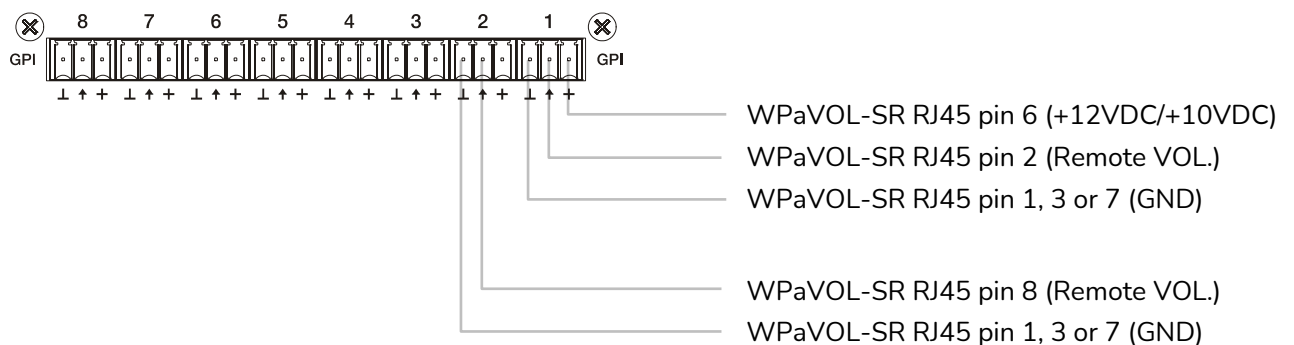 8 7 6 5 4 3 2 1
GPI GPI
⊥ ↑ + ⊥ ↑ + ⊥ ↑ + ⊥ ↑ + ⊥ ↑ + ⊥ ↑ + ⊥ ↑ + ⊥ ↑ +
WPaVOL-SR RJ45 pin 6 (+12VDC/+10VDC)
WPaVOL-SR RJ45 pin 2 (Remote VOL.)
WPaVOL-SR RJ45 pin 1, 3 or 7 (GND)
WPaVOL-SR RJ45 pin 8 (Remote VOL.)
WPaVOL-SR RJ45 pin 1, 3 or 7 (GND)